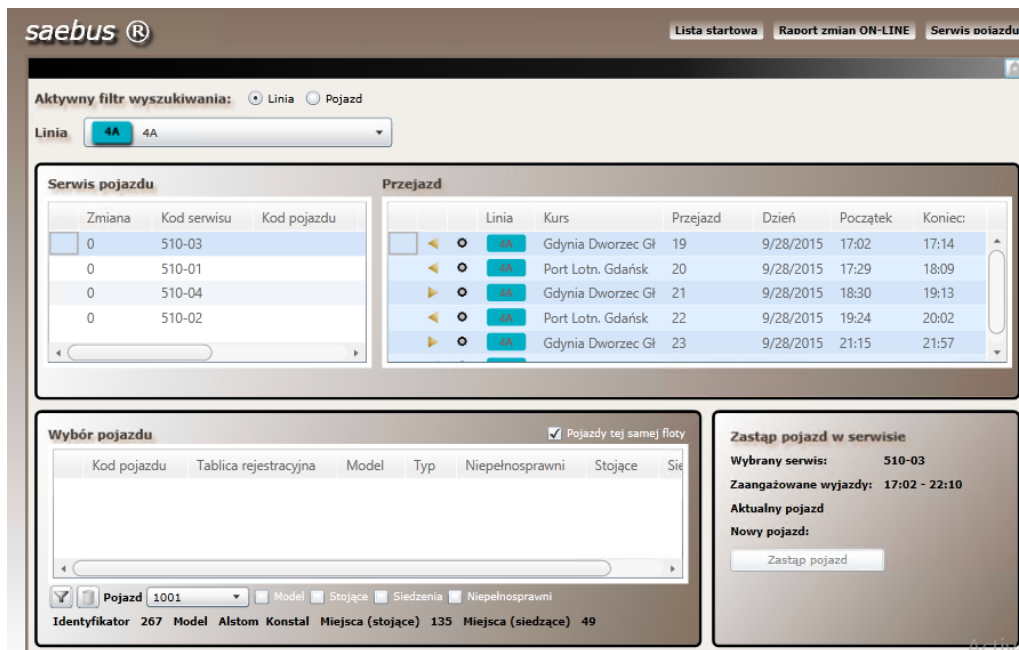 saebus ®
Lista startowa Raport zmian ON-LINE Serwis pojazdu
Aktywny filtr wyszukiwania: Linia Pojazd
Linia 4A 4A
Serwis pojazdu
Zmiana Kod serwisu Kod pojazdu
0 510-03
0 510-01
0 510-04
0 510-02
Przejazd
Linia Kurs Przejazd Dzień Początek Koniec:
4A Gdynia Dworzec Gł 19 9/28/2015 17:02 17:14
4A Port Lotn. Gdańsk 20 9/28/2015 17:29 18:09
4A Gdynia Dworzec Gł 21 9/28/2015 18:30 19:13
4A Port Lotn. Gdańsk 22 9/28/2015 19:24 20:02
4A Gdynia Dworzec Gł 23 9/28/2015 21:15 21:57
Wybór pojazdu Pojazdy tej samej floty
Kod pojazdu Tablica rejestracyjna Model Typ Niepełnosprawni Stojące Sie
Pojazd 1001 Model Stojące Siedzenia Niepełnosprawni
Identyfikator 267 Model Alstom Konstal Miejsca (stojące) 135 Miejsca (siedzące) 49
Zastąp pojazd w serwisie
Wybrany serwis: 510-03
Zaangażowane wyjazdy: 17:02 - 22:10
Aktualny pojazd
Nowy pojazd:
Zastąp pojazd